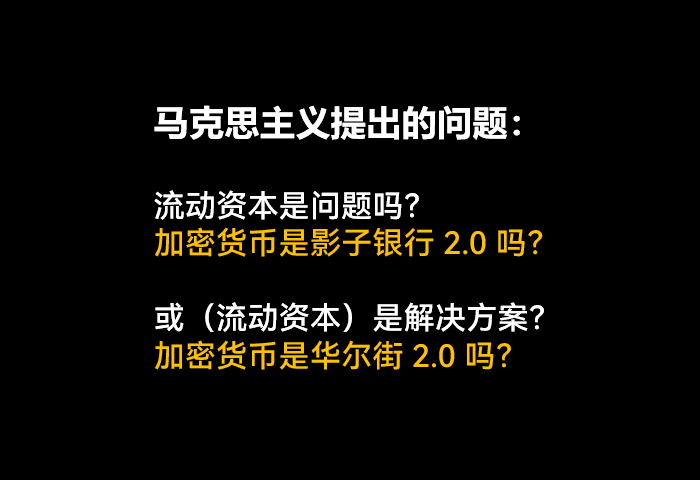 马克思主义提出的问题：
流动资本是问题吗？
加密货币是影子银行 2.0 吗？
或（流动资本）是解决方案？
加密货币是华尔街 2.0 吗？